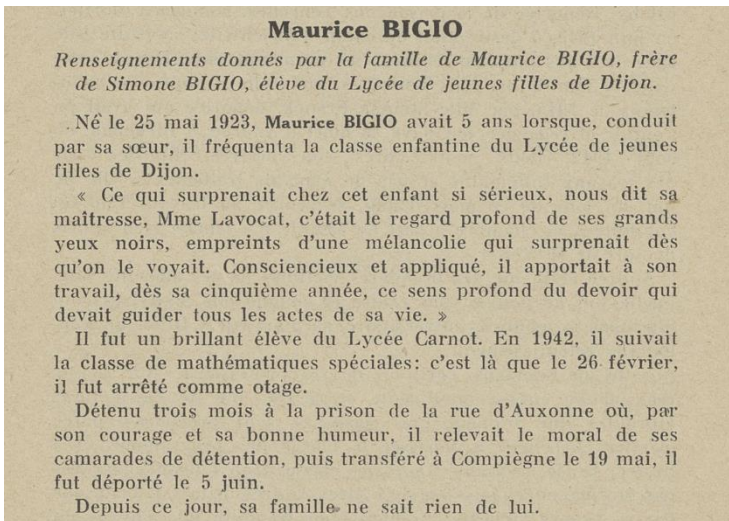 Maurice BIGIO
Renseignements donnés par la famille de Maurice BIGIO, frère
de Simone BIGIO, élève du Lycée de jeunes filles de Dijon.
Né le 25 mai 1923, Maurice BIGIO avait 5 ans lorsque, conduit
par sa sœur, il fréquenta la classe enfantine du Lycée de jeunes
filles de Dijon.
« Ce qui surprenait chez cet enfant si sérieux, nous dit sa
maîtresse, Mme Lavocat, c'était le regard profond de ses grands
yeux noirs, empreints d'une mélancolie qui surprenait dès
qu'on le voyait. Consciencieux et appliqué, il apportait à son
travail, dès sa cinquième année, ce sens profond du devoir qui
devait guider tous les actes de sa vie. »
Il fut un brillant élève du Lycée Carnot. En 1942, il suivait
la classe de mathématiques spéciales: c'est là que le 26 février,
il fut arrêté comme otage.
Détenu trois mois à la prison de la rue d'Auxonne où, par
son courage et sa bonne humeur, il relevait le moral de ses
camarades de détention, puis transféré à Compiègne le 19 mai, il
fut déporté le 5 juin.
Depuis ce jour, sa famille ne sait rien de lui.